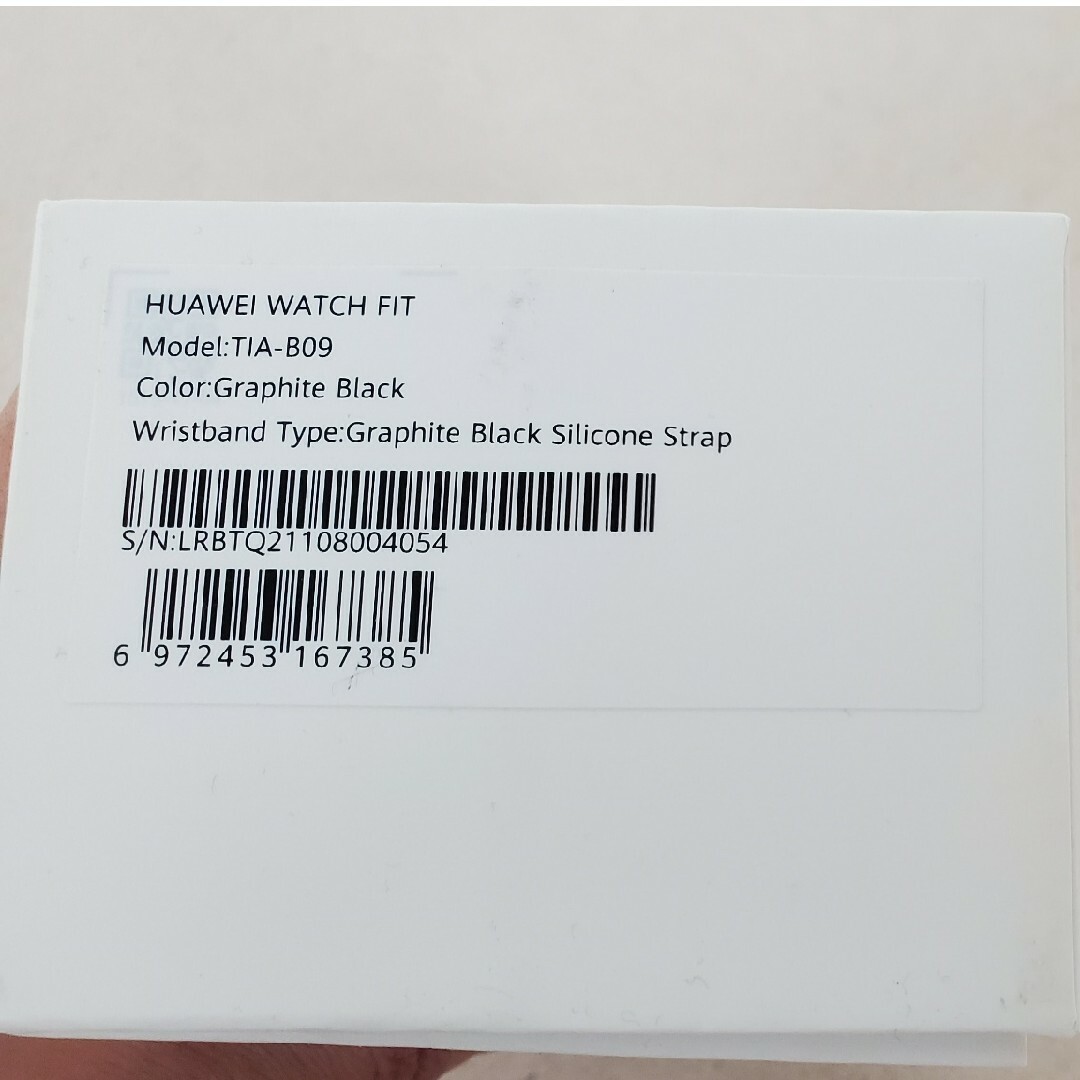 HUAWEI WATCH FIT
Model:TIA-B09
Color:Graphite Black
Wristband Type:Graphite Black Silicone Strap
S/N:LRBTQ21108004054
6 972453 167385